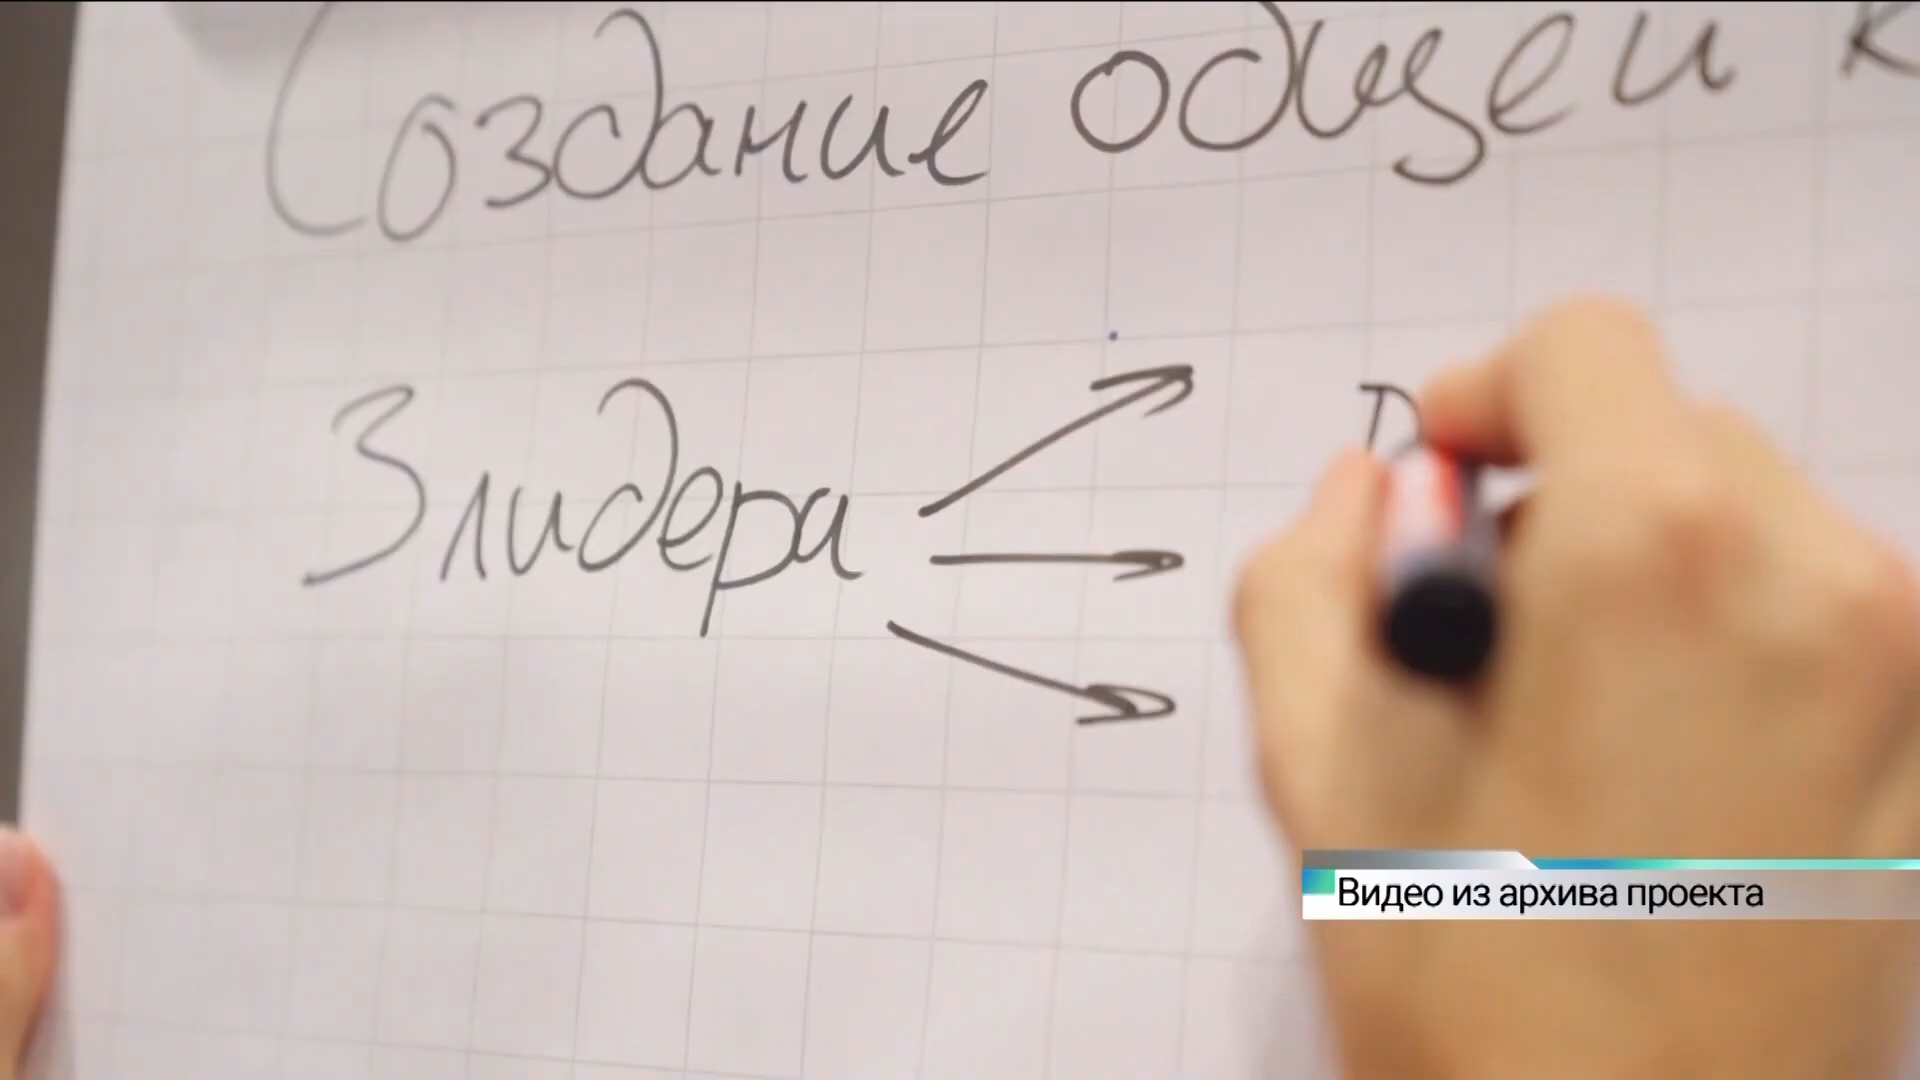 Создание общей к
3 лидера
Видео из архива проекта